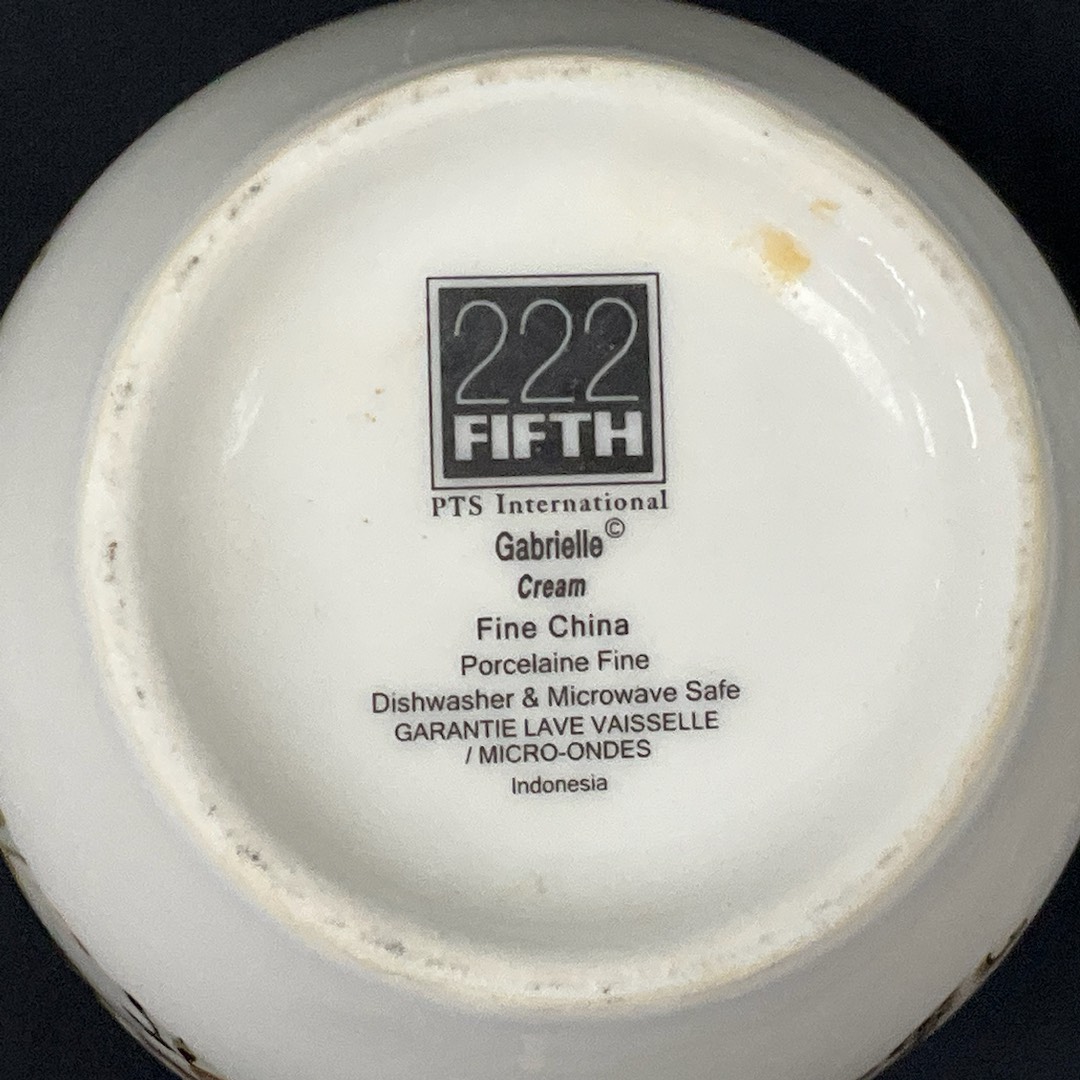 222
FIFTH
PTS International
Gabrielle©
Cream
Fine China
Porcelaine Fine
Dishwasher & Microwave Safe
GARANTIE LAVE VAISSELLE
/ MICRO-ONDES
Indonesia